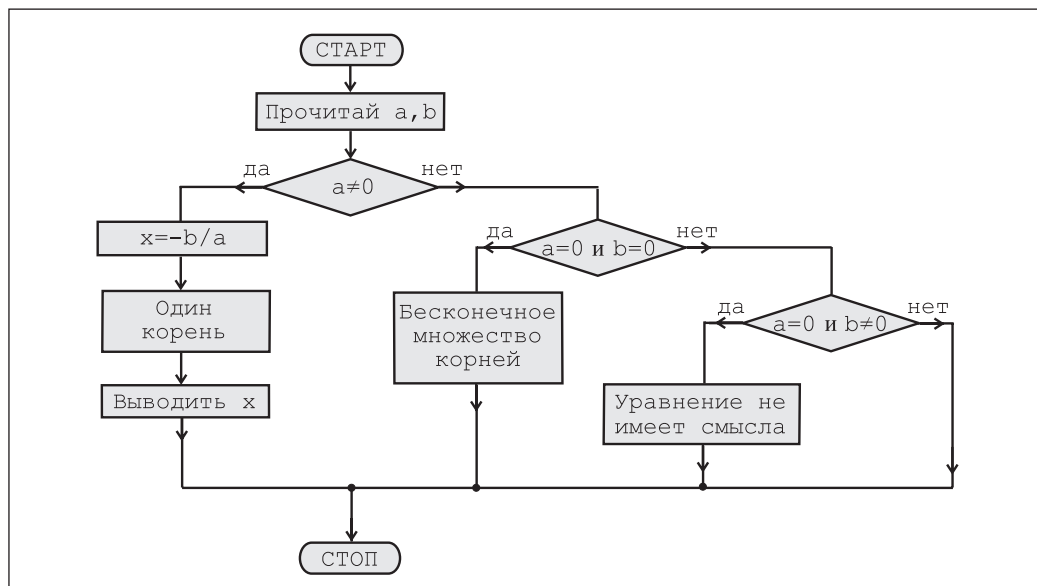 СТАРТ
Прочитай a,b
да
нет
a≠0
x=-b/a
да
нет
a=0 и b=0
Один
корень
Бесконечное
множество
корней
да
нет
a=0 и b≠0
Выводить x
Уравнение не
имеет смысла
СТОП